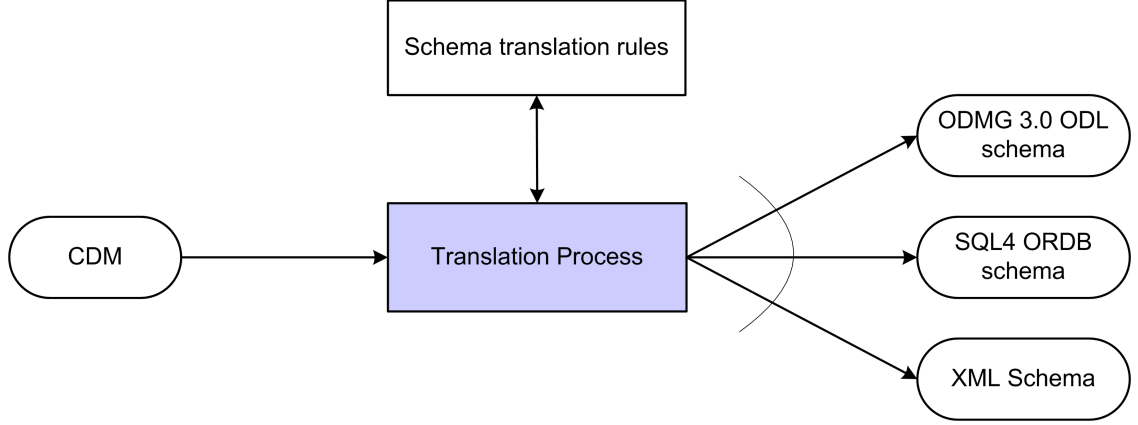 Schema translation rules
ODMG 3.0 ODL
schema
CDM
Translation Process
SQL4 ORDB
schema
XML Schema